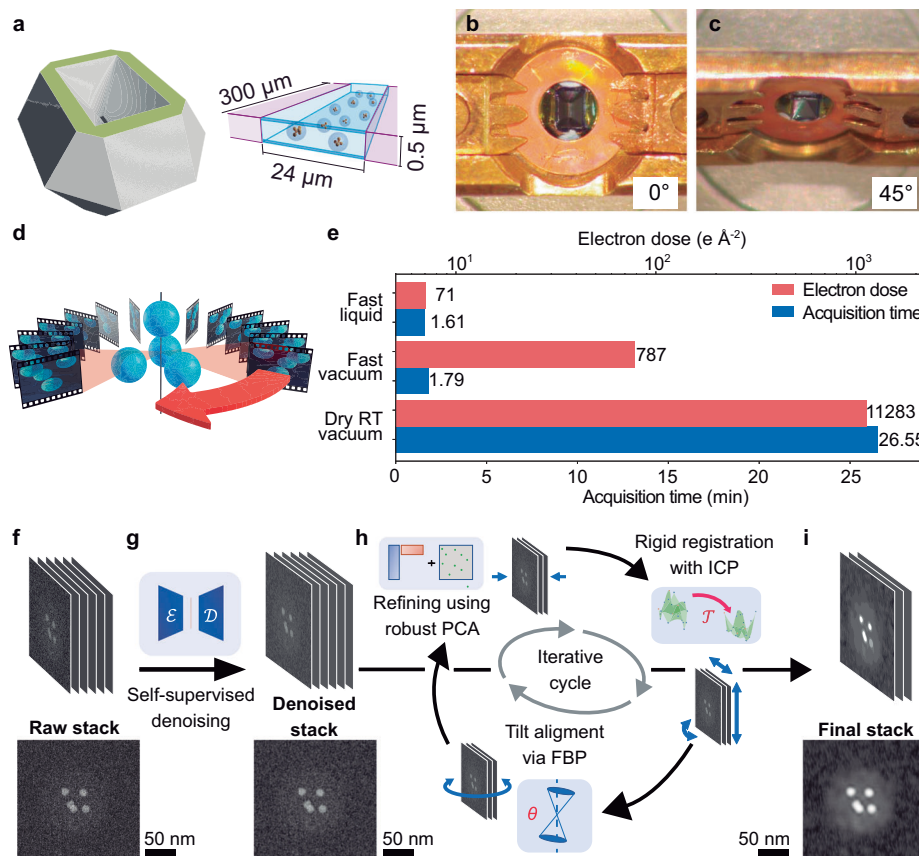 a
300 µm
24 µm
0.5 µm
b
0°
c
45°
d
e
Electron dose (e Å⁻²)
10¹
10²
10³
Electron dose
Acquisition time
Fast
liquid
71
1.61
Fast
vacuum
787
1.79
Dry RT
vacuum
11283
26.55
0
5
10
15
20
25
Acquisition time (min)
f
g
h
i
ℰ
𝒟
Self-supervised
denoising
Raw stack
50 nm
Denoised
stack
50 nm
+
Refining using
robust PCA
Rigid registration
with ICP
𝒯
Iterative
cycle
Tilt aligment
via FBP
θ
Final stack
50 nm